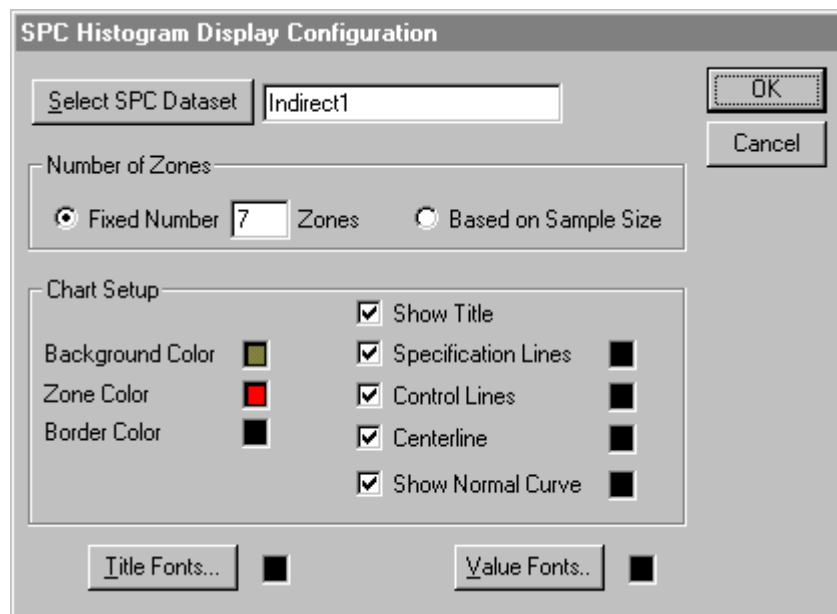 SPC Histogram Display Configuration
Select SPC Dataset Indirect1
OK
Cancel
Number of Zones
Fixed Number 7 Zones Based on Sample Size
Chart Setup
Show Title
Background Color Specification Lines
Zone Color Control Lines
Border Color Centerline
Show Normal Curve
Title Fonts... Value Fonts..